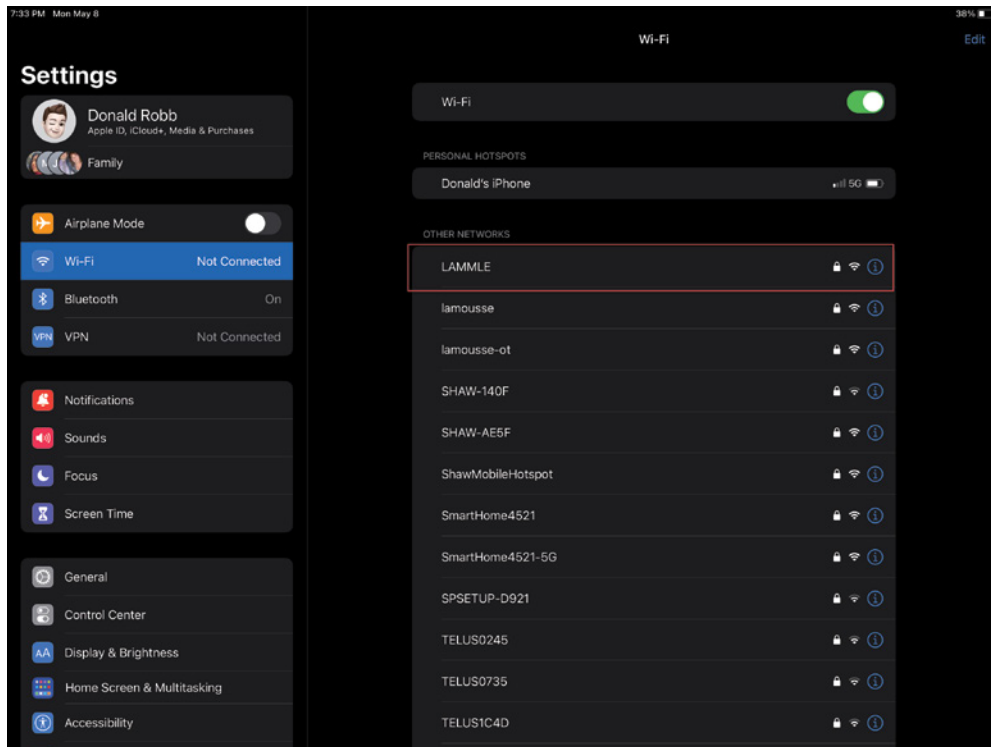 7:33 PM Mon May 8
38%
Wi-Fi
Edit
Settings
Donald Robb
Apple ID, iCloud+, Media & Purchases
Family
Airplane Mode
Wi-Fi Not Connected
Bluetooth On
VPN VPN Not Connected
Notifications
Sounds
Focus
Screen Time
General
Control Center
AA Display & Brightness
Home Screen & Multitasking
Accessibility
Wi-Fi
PERSONAL HOTSPOTS
Donald's iPhone 5G
OTHER NETWORKS
LAMMLE
lamousse
lamousse-ot
SHAW-140F
SHAW-AE5F
ShawMobileHotspot
SmartHome4521
SmartHome4521-5G
SPSETUP-D921
TELUS0245
TELUS0735
TELUS1C4D